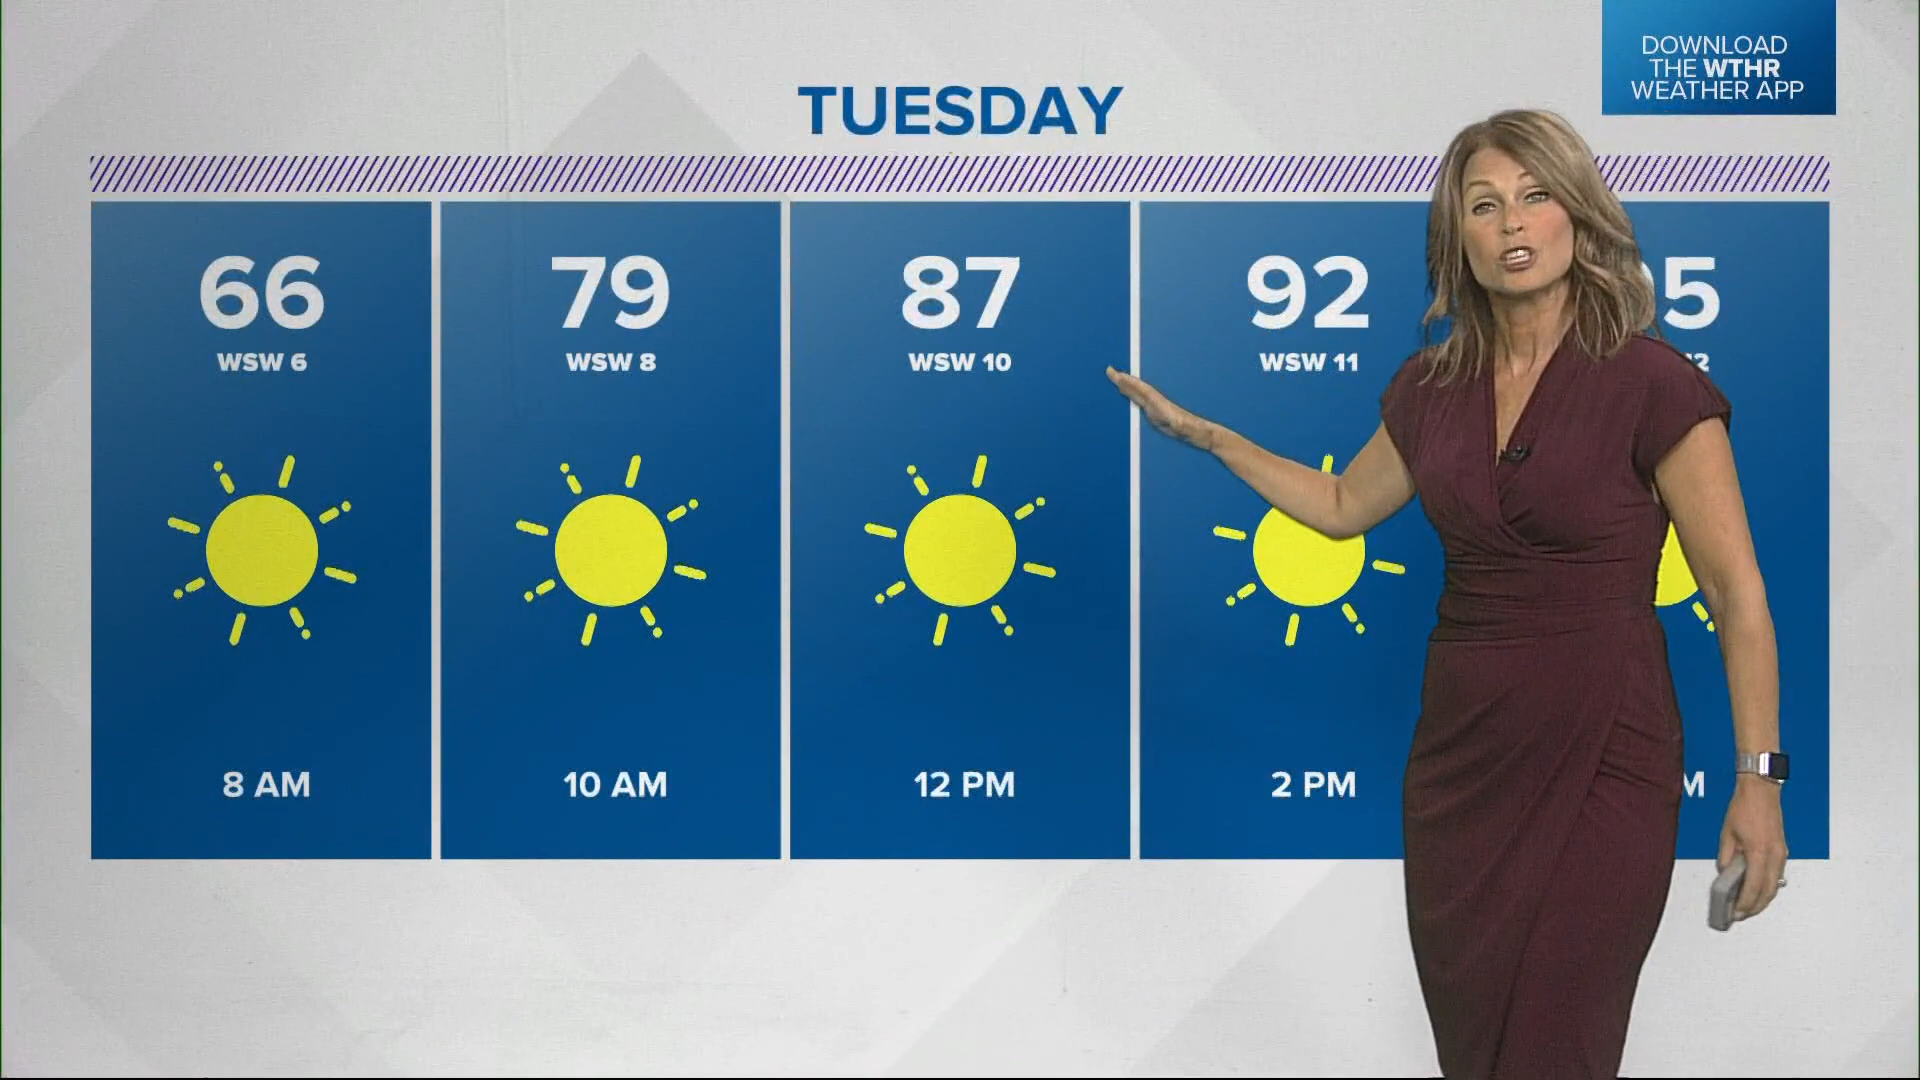 DOWNLOAD
THE WTHR
WEATHER APP
TUESDAY
66
WSW 6
8 AM
79
WSW 8
10 AM
87
WSW 10
12 PM
92
WSW 11
2 PM